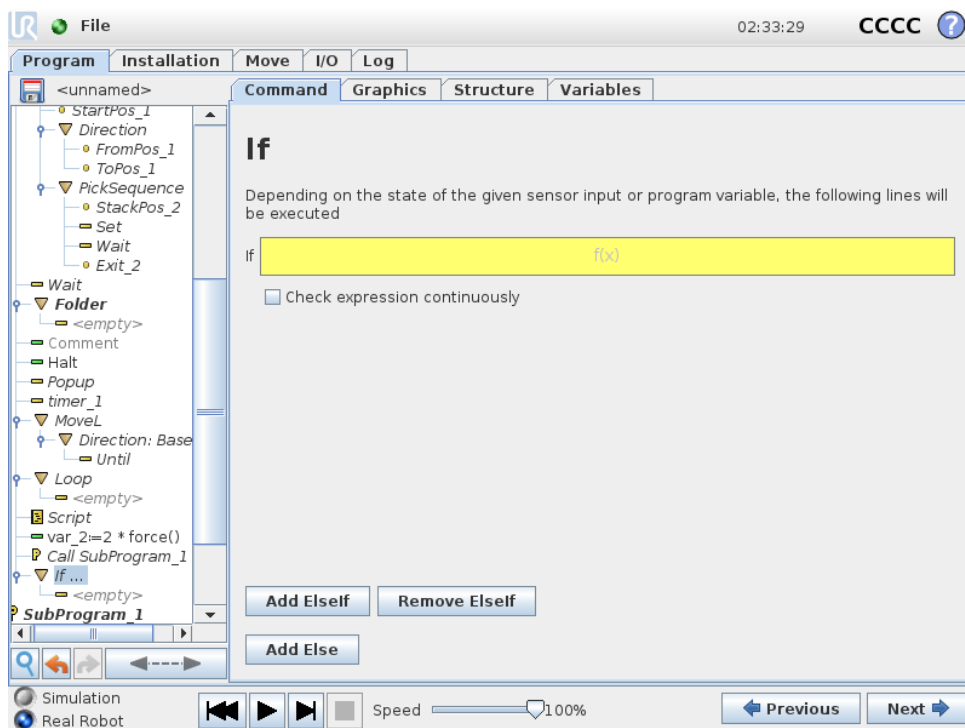 UR File 02:33:29 CCCC ?
Program Installation Move I/O Log
<unnamed>
Command Graphics Structure Variables
StartPos_1
Direction
FromPos_1
ToPos_1
PickSequence
StackPos_2
Set
Wait
Exit_2
Wait
Folder
<empty>
Comment
Halt
Popup
timer_1
MoveL
Direction: Base
Until
Loop
<empty>
Script
var_2:=2 * force()
P Call SubProgram_1
If ...
<empty>
P SubProgram_1
If
Depending on the state of the given sensor input or program variable, the following lines will
be executed
If f(x)
Check expression continuously
Add ElseIf Remove ElseIf
Add Else
Simulation
Real Robot
Speed 100%
Previous Next